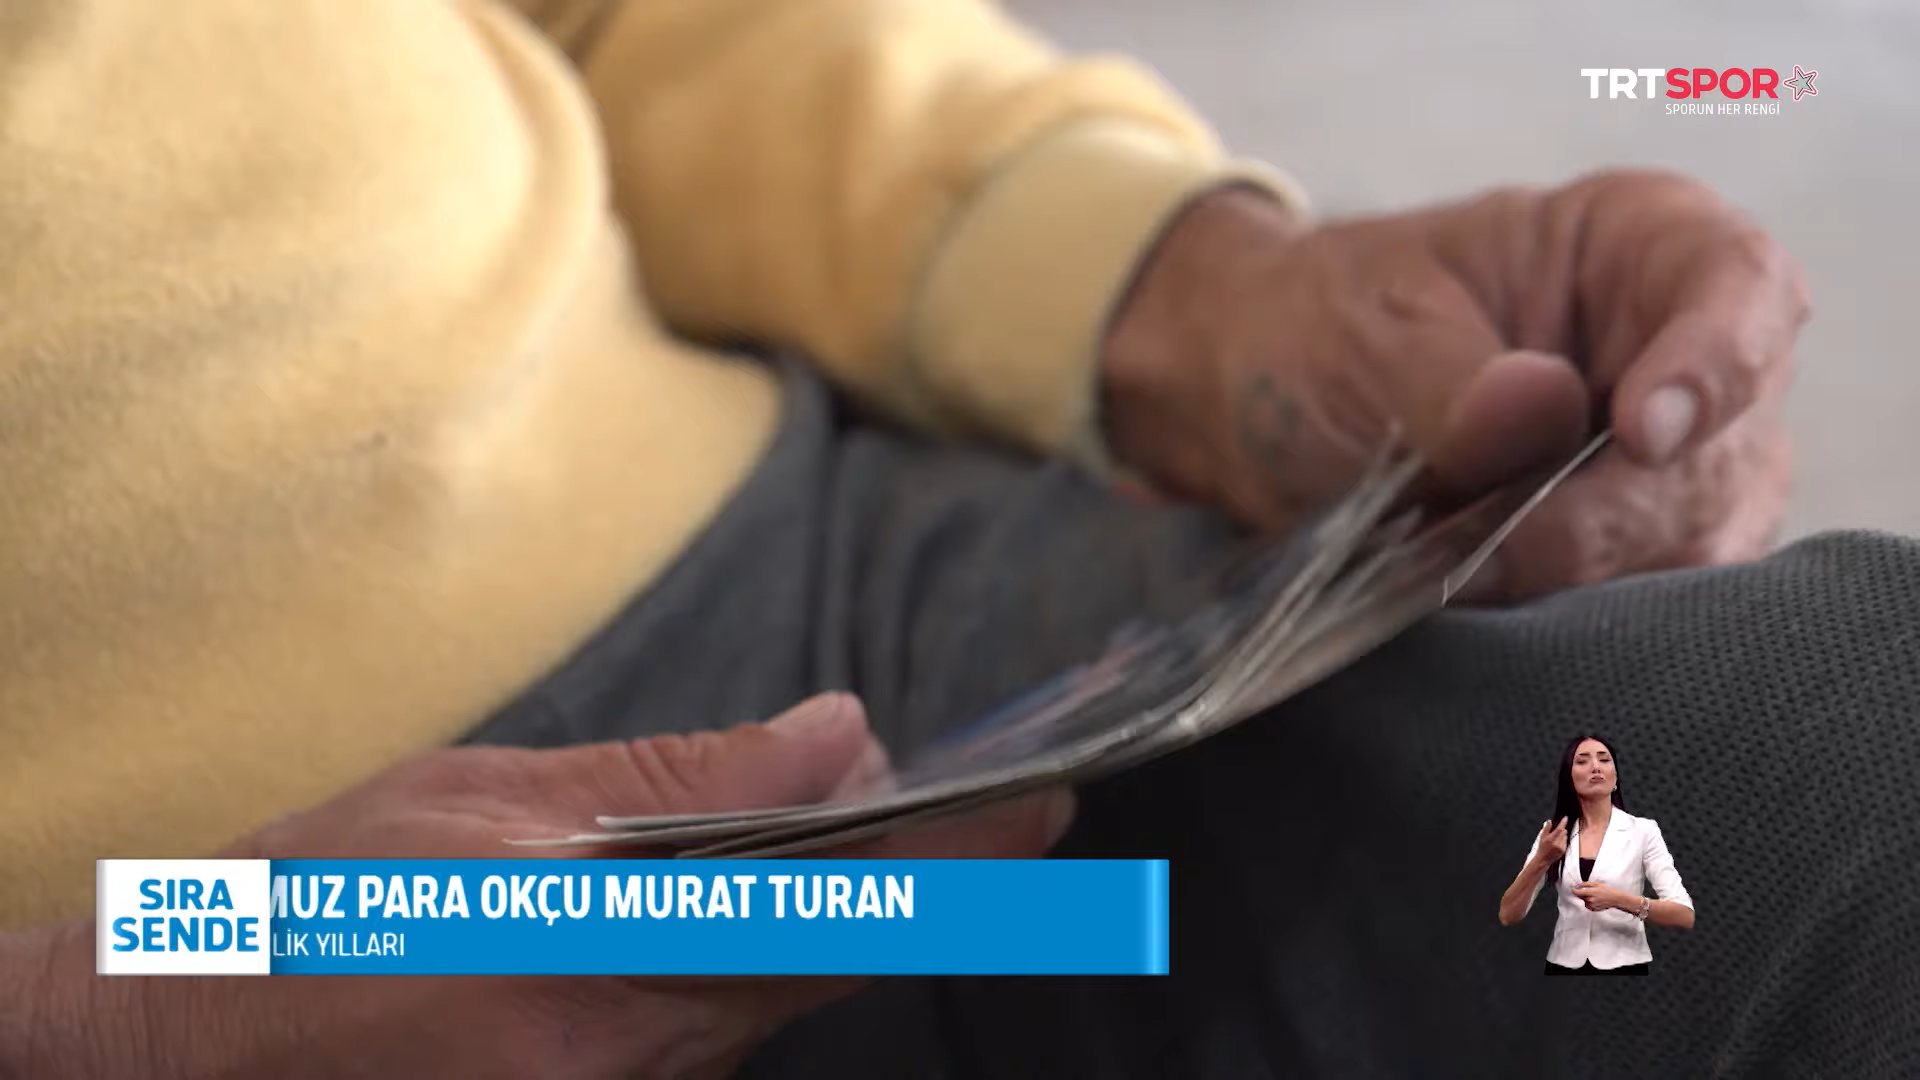 TRTSPOR
SPORUN HER RENGİ
SIRA
SENDE
MUZ PARA OKÇU MURAT TURAN
LİK YILLARI